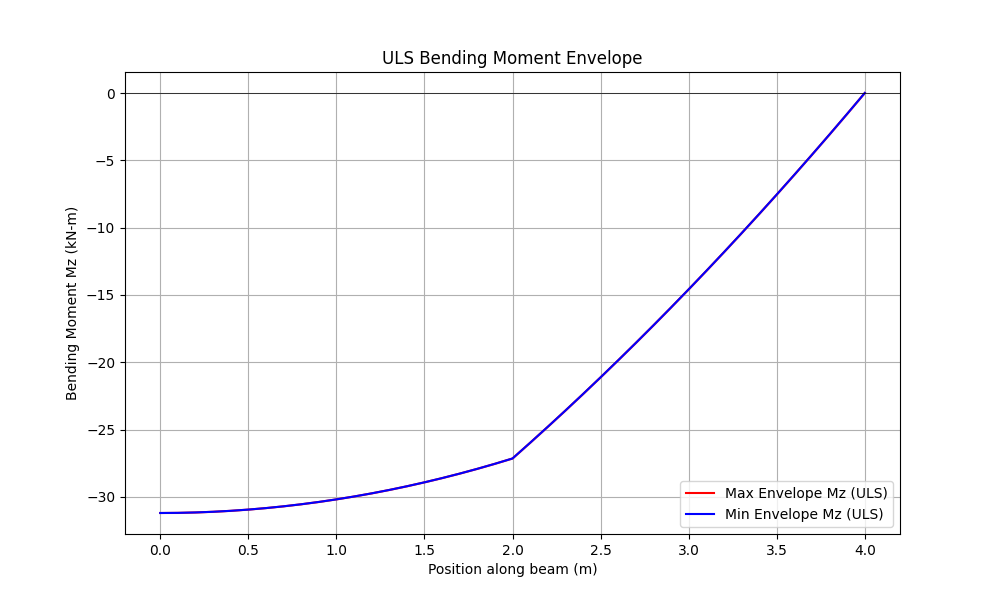 ULS Bending Moment Envelope
Bending Moment Mz (kN-m)
0
−5
−10
−15
−20
−25
−30
0.0 0.5 1.0 1.5 2.0 2.5 3.0 3.5 4.0
Position along beam (m)
Max Envelope Mz (ULS)
Min Envelope Mz (ULS)